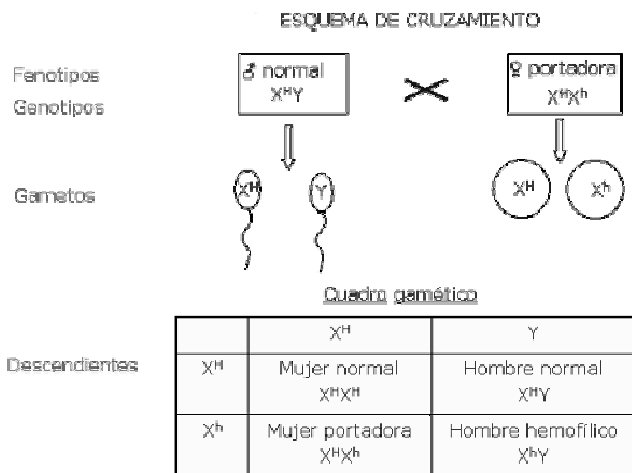 ESQUEMA DE CRUZAMIENTO
Fenotipos
♂ normal
♀ portadora
Genotipos
XᴴY
XᴴXʰ
Gametos
Xᴴ
Y
Xᴴ
Xʰ
Cuadro gamético
Xᴴ
Y
Descendientes
Xᴴ
Mujer normal
Hombre normal
XᴴXᴴ
XᴴY
Xʰ
Mujer portadora
Hombre hemofílico
XᴴXʰ
XʰY